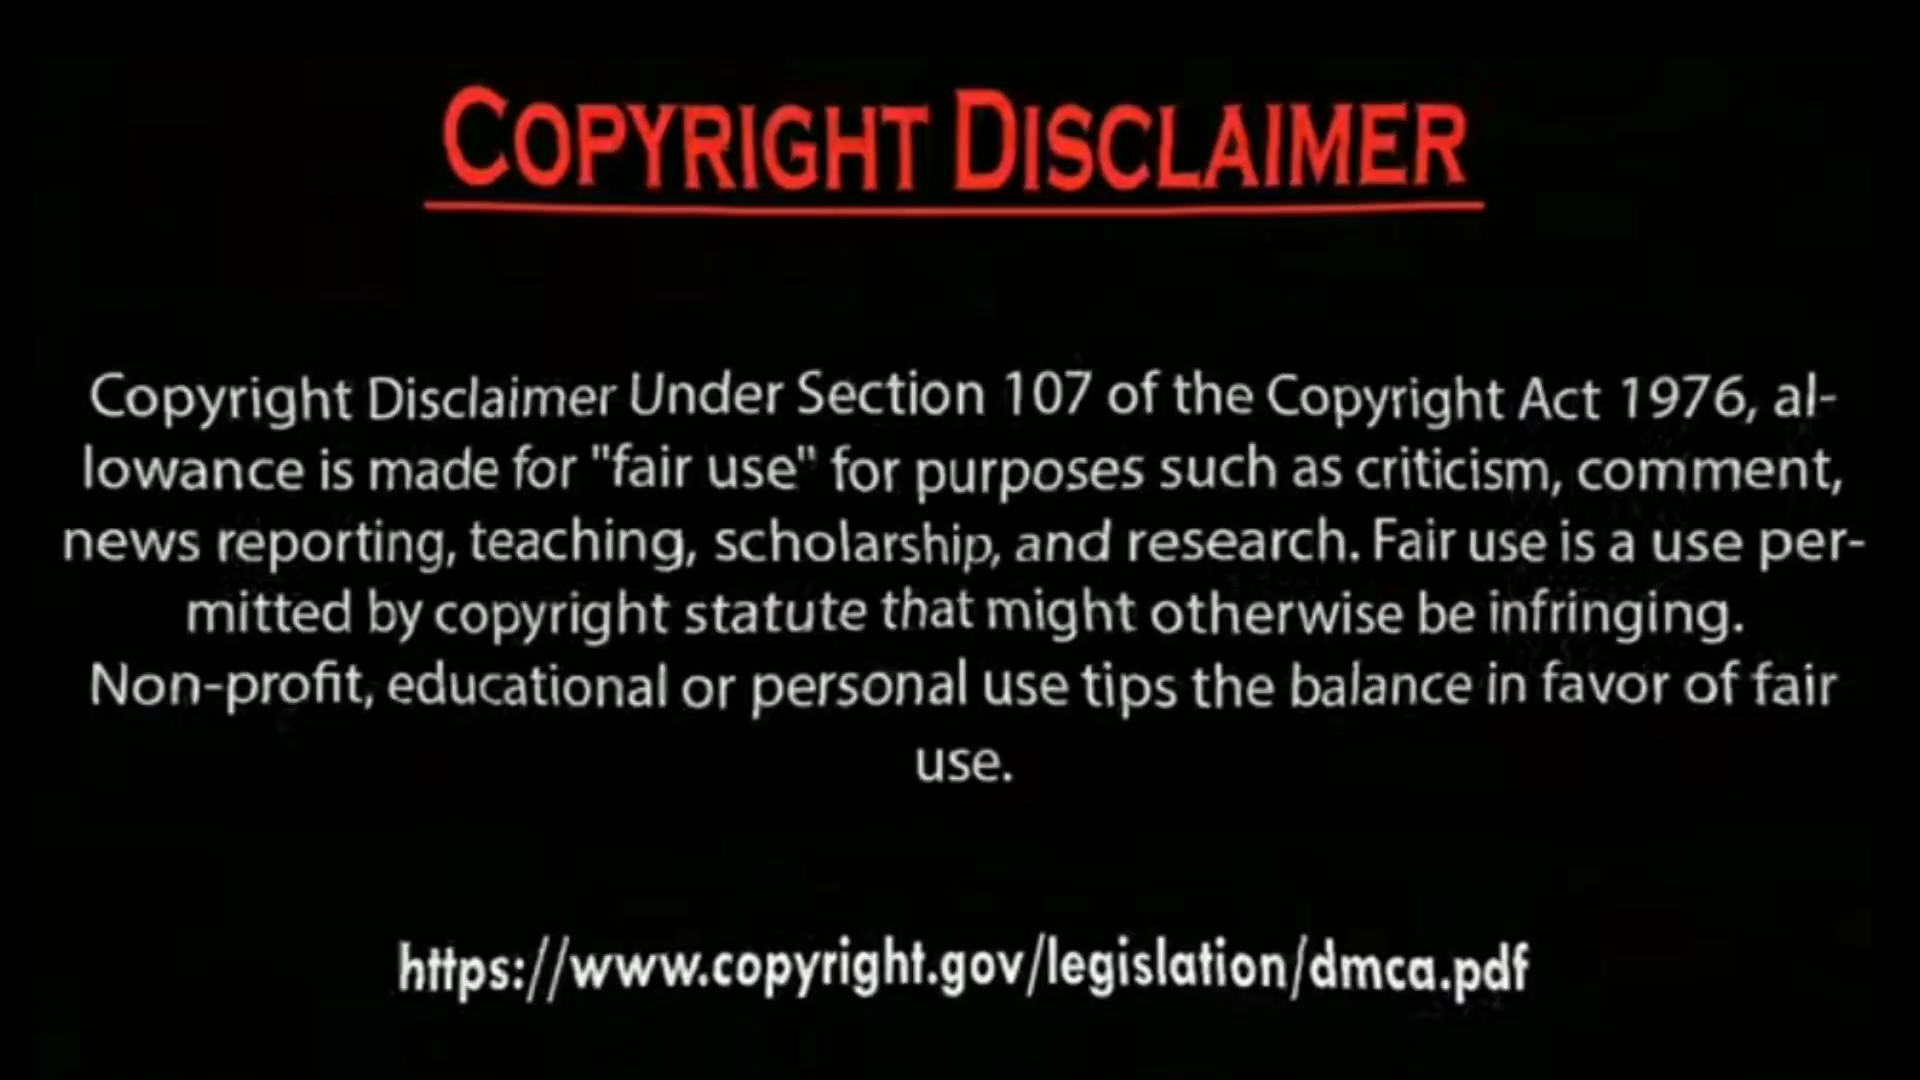 COPYRIGHT DISCLAIMER
Copyright Disclaimer Under Section 107 of the Copyright Act 1976, al-
lowance is made for "fair use" for purposes such as criticism, comment,
news reporting, teaching, scholarship, and research. Fair use is a use per-
mitted by copyright statute that might otherwise be infringing.
Non-profit, educational or personal use tips the balance in favor of fair
use.
https://www.copyright.gov/legislation/dmca.pdf